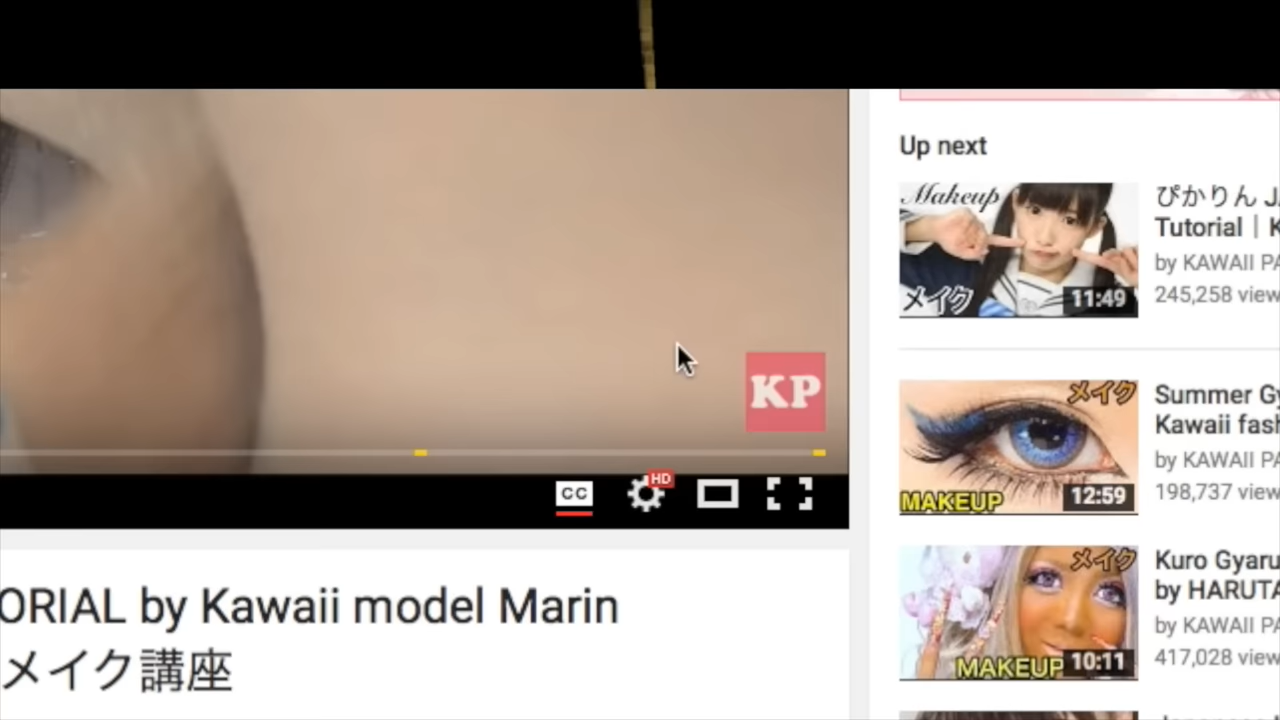 KP
CC
HD
ORIAL by Kawaii model Marin
メイク講座
Up next
Makeup
メイク
11:49
ぴかりん JA
Tutorial | K
by KAWAII PA
245,258 view
メイク
MAKEUP
12:59
Summer Gy
Kawaii fash
by KAWAII PA
198,737 view
メイク
MAKEUP
10:11
Kuro Gyaru
by HARUTA
by KAWAII PA
417,028 view